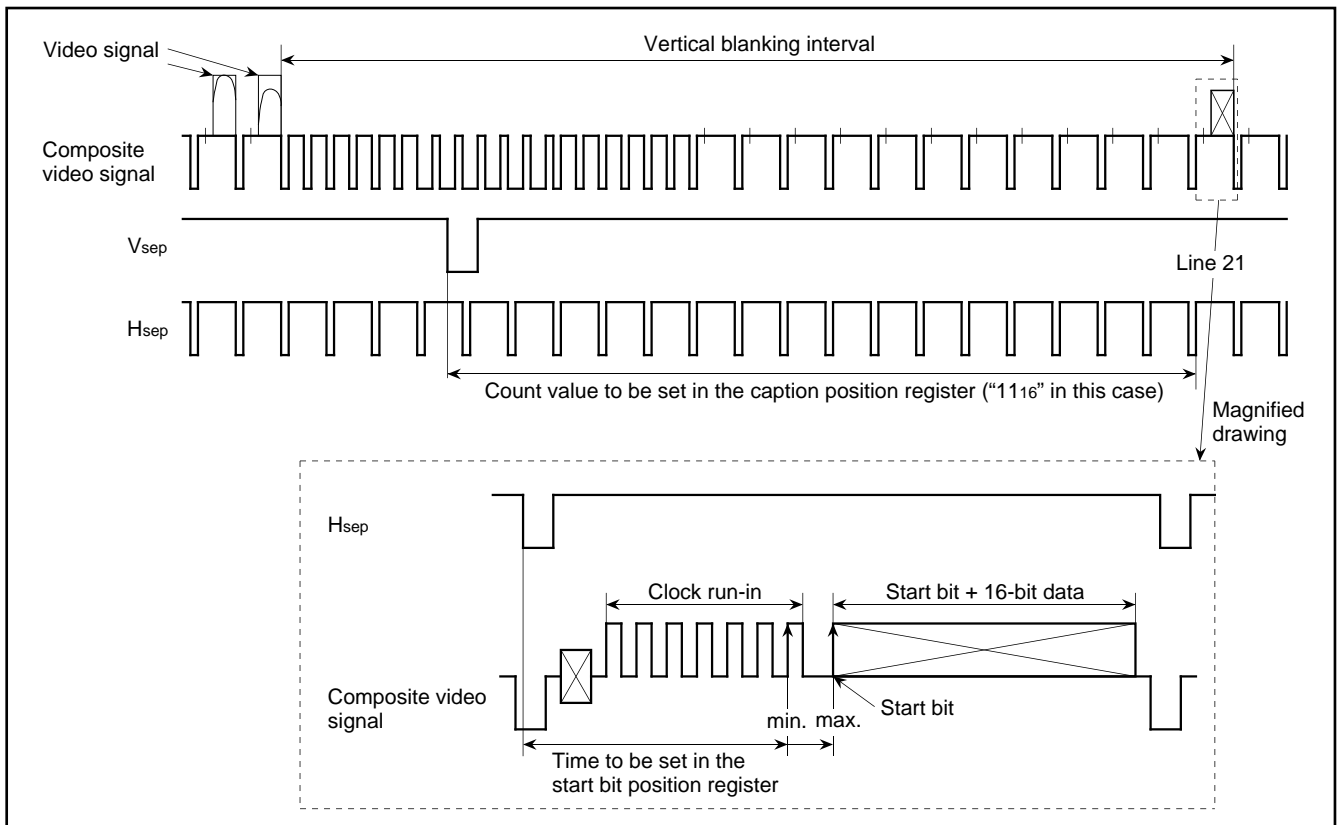 Video signal
Vertical blanking interval
Composite
video signal
Vsep
Line 21
Hsep
Count value to be set in the caption position register (“1116” in this case)
Magnified
drawing
Hsep
Clock run-in
Start bit + 16-bit data
Composite video
signal
min.
max.
Start bit
Time to be set in the
start bit position register